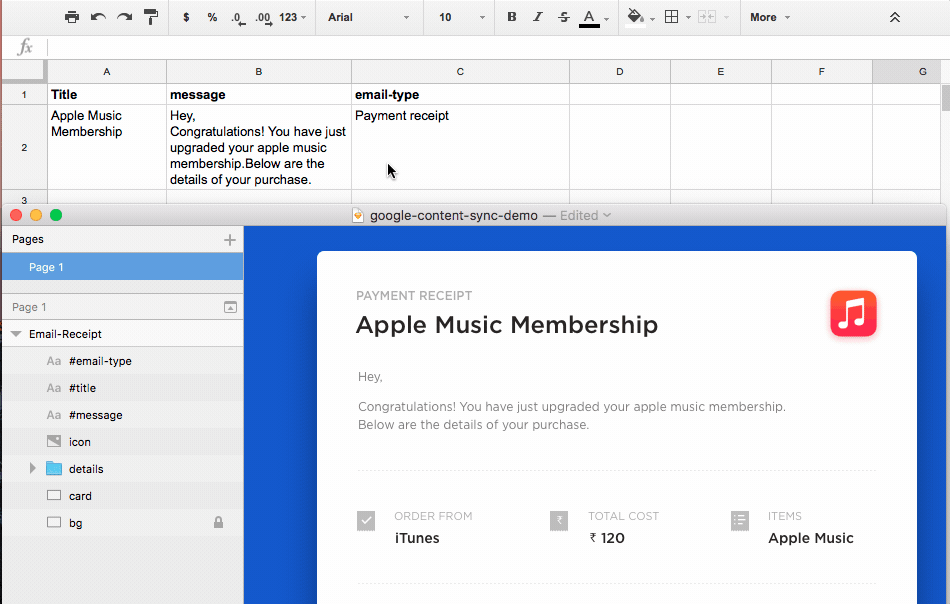 $ % .0 .00 123 Arial 10 B I S A More
fx
A B C D E F G
1 Title message email-type
2 Apple Music
Membership
Hey,
Congratulations! You have just
upgraded your apple music
membership.Below are the
details of your purchase.
Payment receipt
3
google-content-sync-demo — Edited
Pages
Page 1
Page 1
Email-Receipt
Aa #email-type
Aa #title
Aa #message
icon
details
card
bg
PAYMENT RECEIPT
Apple Music Membership
Hey,
Congratulations! You have just upgraded your apple music membership.
Below are the details of your purchase.
ORDER FROM
iTunes
₹
TOTAL COST
₹ 120
ITEMS
Apple Music